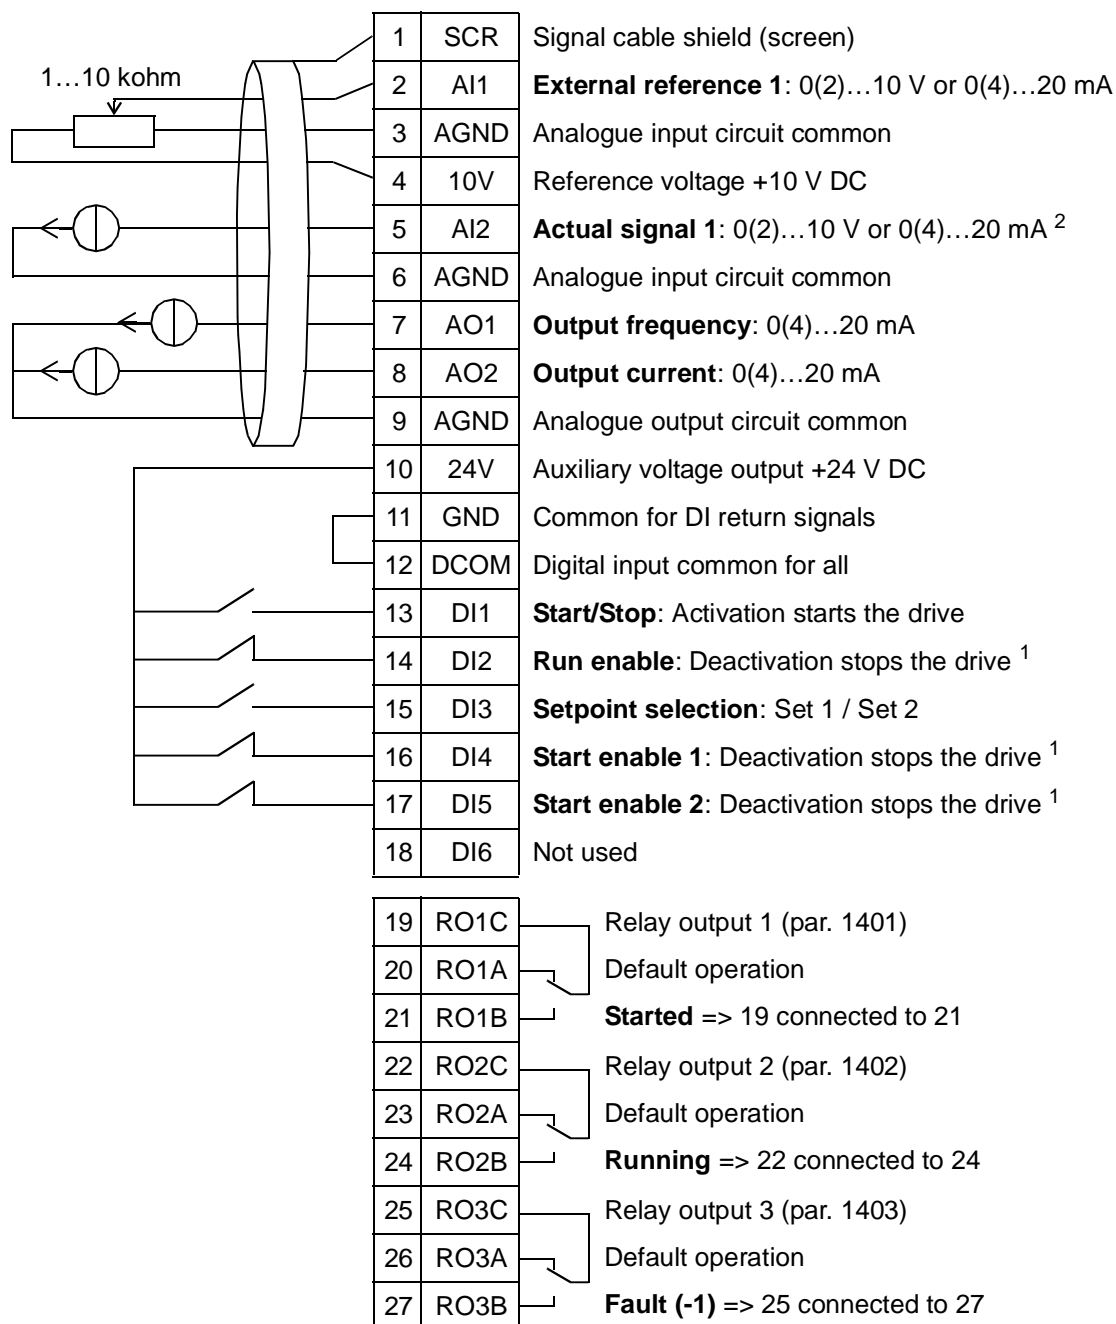 1 SCR Signal cable shield (screen)
1…10 kohm
2 AI1 External reference 1: 0(2)…10 V or 0(4)…20 mA
3 AGND Analogue input circuit common
4 10V Reference voltage +10 V DC
5 AI2 Actual signal 1: 0(2)…10 V or 0(4)…20 mA 2
6 AGND Analogue input circuit common
7 AO1 Output frequency: 0(4)…20 mA
8 AO2 Output current: 0(4)…20 mA
9 AGND Analogue output circuit common
10 24V Auxiliary voltage output +24 V DC
11 GND Common for DI return signals
12 DCOM Digital input common for all
13 DI1 Start/Stop: Activation starts the drive
14 DI2 Run enable: Deactivation stops the drive 1
15 DI3 Setpoint selection: Set 1 / Set 2
16 DI4 Start enable 1: Deactivation stops the drive 1
17 DI5 Start enable 2: Deactivation stops the drive 1
18 DI6 Not used
19 RO1C Relay output 1 (par. 1401)
20 RO1A Default operation
21 RO1B Started => 19 connected to 21
22 RO2C Relay output 2 (par. 1402)
23 RO2A Default operation
24 RO2B Running => 22 connected to 24
25 RO3C Relay output 3 (par. 1403)
26 RO3A Default operation
27 RO3B Fault (-1) => 25 connected to 27